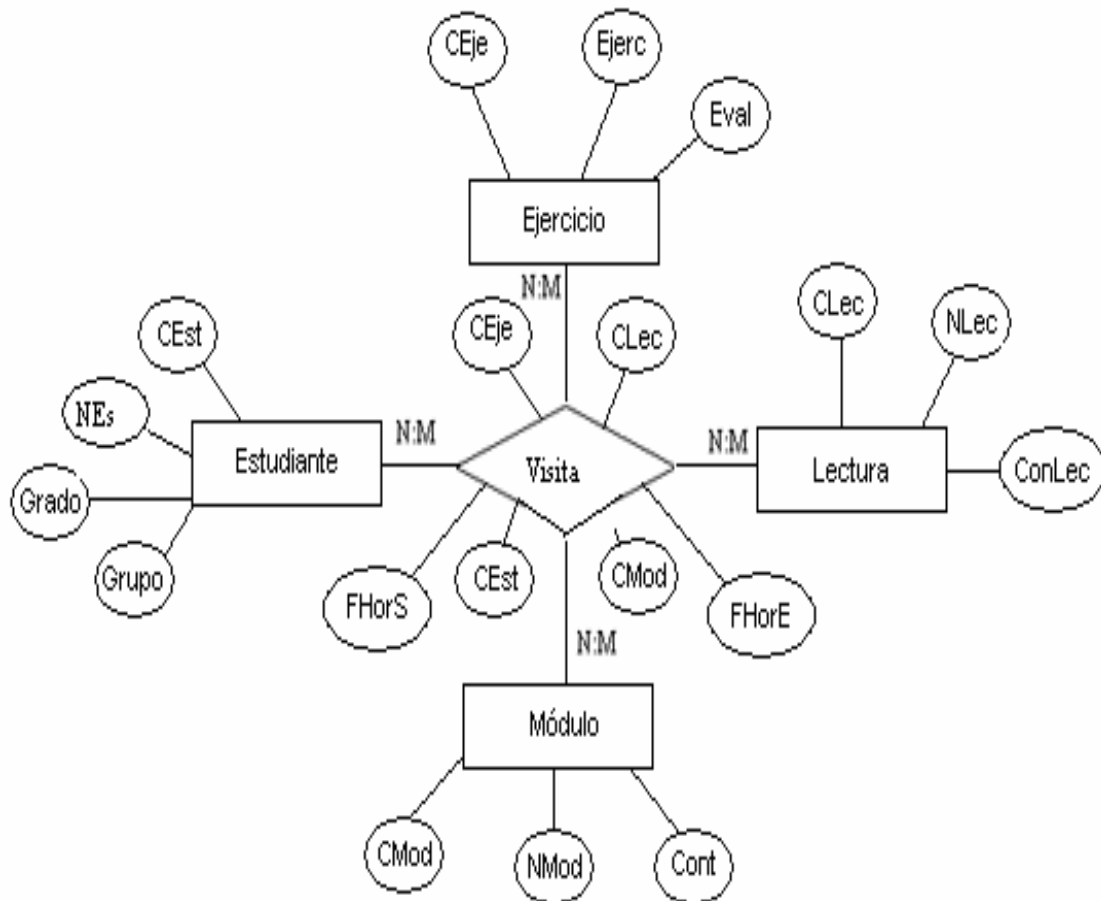 CEje
Ejerc
Eval
Ejercicio
N:M
CLec
NLec
CEst
CEje
CLec
NEs
N:M
N:M
Estudiante
Visita
Lectura
ConLec
Grado
Grupo
FHorS
CEst
CMod
FHorE
N:M
Módulo
CMod
NMod
Cont